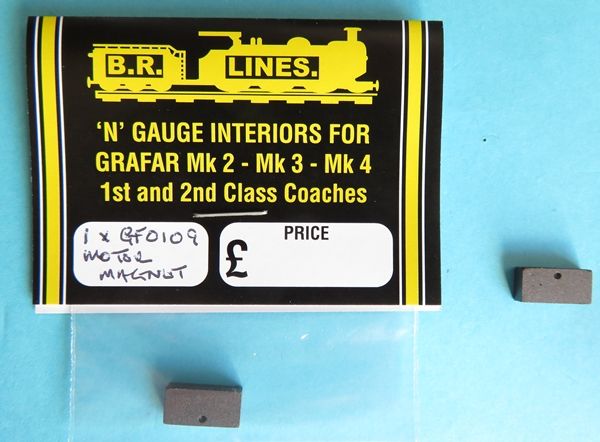 B.R. LINES.
'N' GAUGE INTERIORS FOR
GRAFAR Mk 2 - Mk 3 - Mk 4
1st and 2nd Class Coaches
1 x GF0109
MOTOR
MAGNET
PRICE
£